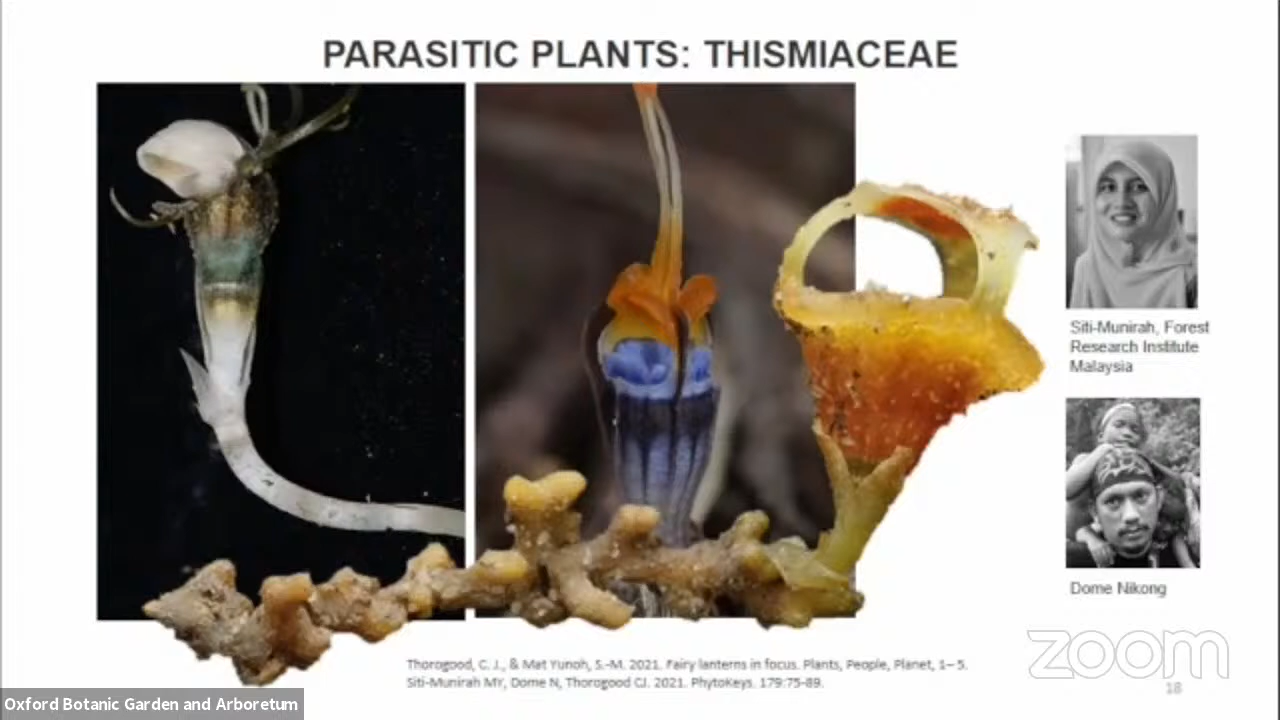 PARASITIC PLANTS: THISMIACEAE
Siti-Munirah, Forest
Research Institute
Malaysia
Dome Nikong
Thorogood, C. J., & Mat Yunoh, S.-M. 2021. Fairy lanterns in focus. Plants, People, Planet, 1– 5.
Siti-Munirah MY, Dome N, Thorogood CJ. 2021. PhytoKeys. 179:75-89.
zoom
18
Oxford Botanic Garden and Arboretum